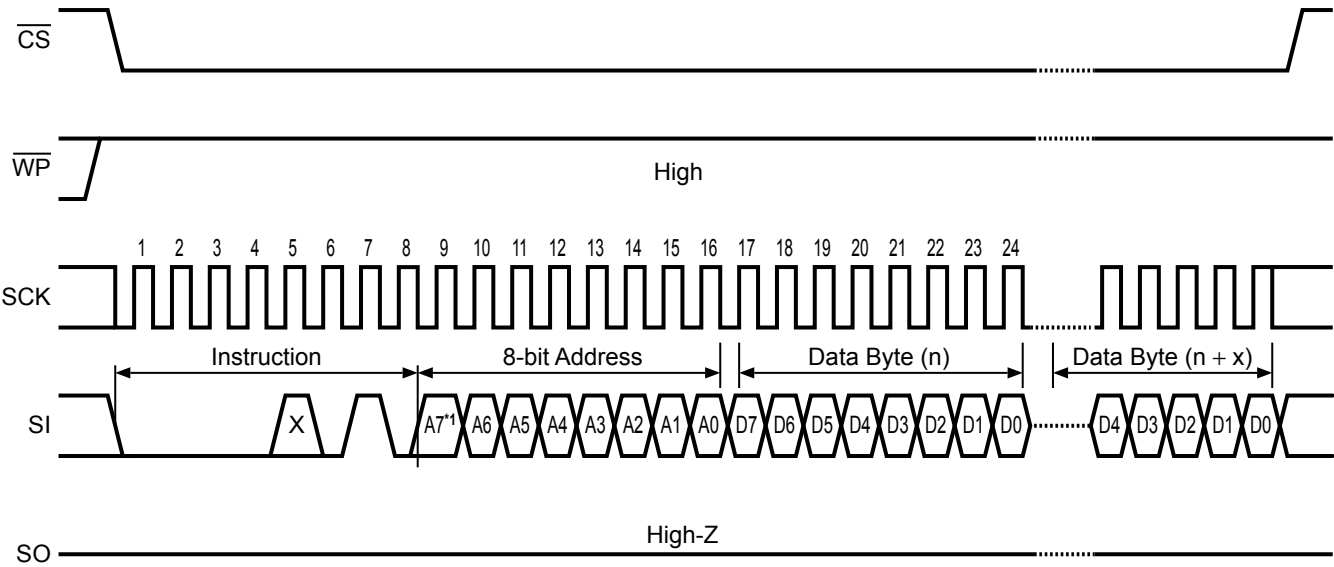 CS
WP
High
1 2 3 4 5 6 7 8 9 10 11 12 13 14 15 16 17 18 19 20 21 22 23 24
SCK
Instruction 8-bit Address Data Byte (n) Data Byte (n + x)
SI X A7*1 A6 A5 A4 A3 A2 A1 A0 D7 D6 D5 D4 D3 D2 D1 D0 D4 D3 D2 D1 D0
High-Z
SO